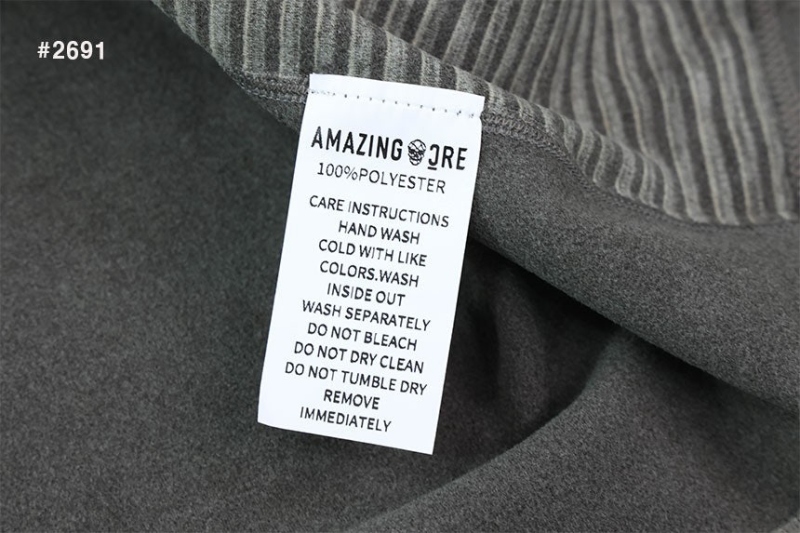 #2691
AMAZING ORE
100%POLYESTER
CARE INSTRUCTIONS
HAND WASH
COLD WITH LIKE
COLORS.WASH
INSIDE OUT
WASH SEPARATELY
DO NOT BLEACH
DO NOT DRY CLEAN
DO NOT TUMBLE DRY
REMOVE
IMMEDIATELY